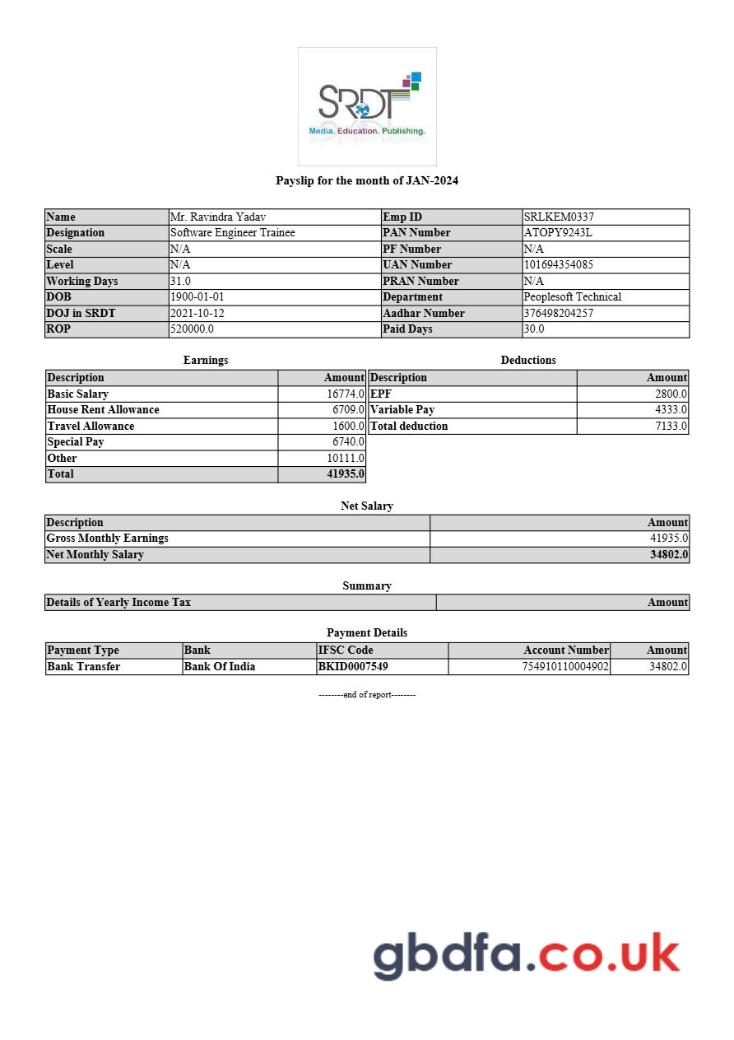 SRDT
Media. Education. Publishing.
Payslip for the month of JAN-2024
Name Mr. Ravindra Yadav Emp ID SRLKEM0337
Designation Software Engineer Trainee PAN Number ATOPY9243L
Scale N/A PF Number N/A
Level N/A UAN Number 101694354085
Working Days 31.0 PRAN Number N/A
DOB 1900-01-01 Department Peoplesoft Technical
DOJ in SRDT 2021-10-12 Aadhar Number 376498204257
ROP 520000.0 Paid Days 30.0
Earnings Deductions
Description Amount Description Amount
Basic Salary 16774.0 EPF 2800.0
House Rent Allowance 6709.0 Variable Pay 4333.0
Travel Allowance 1600.0 Total deduction 7133.0
Special Pay 6740.0
Other 10111.0
Total 41935.0
Net Salary
Description Amount
Gross Monthly Earnings 41935.0
Net Monthly Salary 34802.0
Summary
Details of Yearly Income Tax Amount
Payment Details
Payment Type Bank IFSC Code Account Number Amount
Bank Transfer Bank Of India BKID0007549 754910110004902 34802.0
--------end of report--------
gbdfa.co.uk